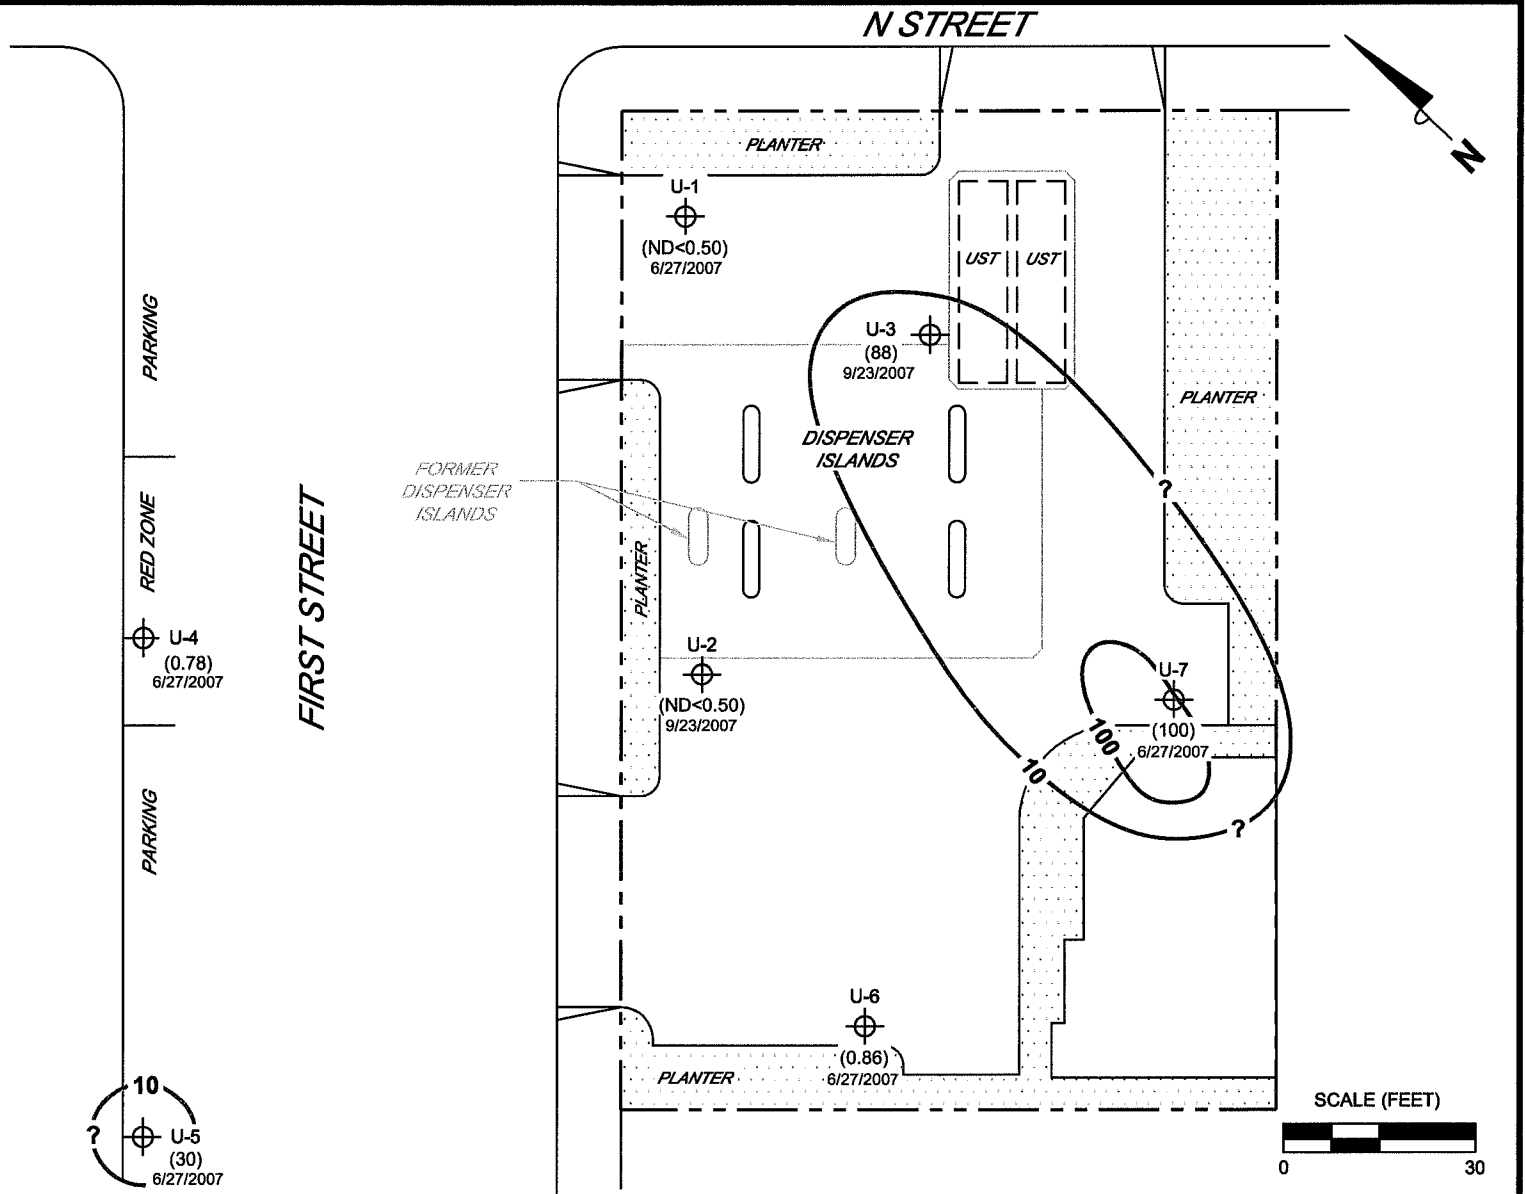 N STREET
N
PLANTER
U-1
(ND<0.50)
6/27/2007
UST
UST
U-3
(88)
9/23/2007
PARKING
PLANTER
DISPENSER
ISLANDS
FORMER
DISPENSER
ISLANDS
?
RED ZONE
FIRST STREET
PLANTER
U-4
(0.78)
6/27/2007
U-2
(ND<0.50)
9/23/2007
U-7
(100)
6/27/2007
100
10
?
PARKING
U-6
(0.86)
6/27/2007
PLANTER
10
?
U-5
(30)
6/27/2007
SCALE (FEET)
0 30